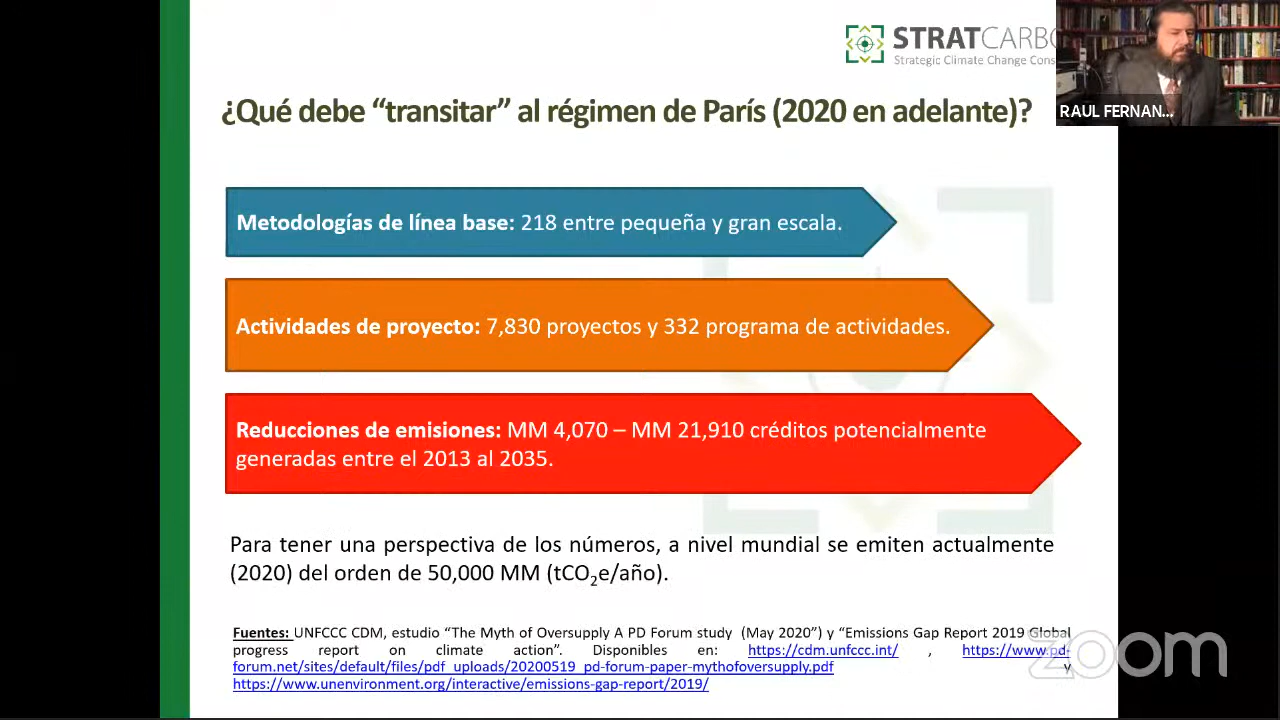 STRATCARBO
Strategic Climate Change Cons
RAUL FERNAN...
¿Qué debe “transitar” al régimen de París (2020 en adelante)?
Metodologías de línea base: 218 entre pequeña y gran escala.
Actividades de proyecto: 7,830 proyectos y 332 programa de actividades.
Reducciones de emisiones: MM 4,070 – MM 21,910 créditos potencialmente
generadas entre el 2013 al 2035.
Para tener una perspectiva de los números, a nivel mundial se emiten actualmente
(2020) del orden de 50,000 MM (tCO₂e/año).
Fuentes: UNFCCC CDM, estudio “The Myth of Oversupply A PD Forum study (May 2020”) y “Emissions Gap Report 2019 Global
progress report on climate action”. Disponibles en: https://cdm.unfccc.int/ , https://www.pd-
forum.net/sites/default/files/pdf_uploads/20200519_pd-forum-paper-mythofoversupply.pdf y
https://www.unenvironment.org/interactive/emissions-gap-report/2019/
zoom